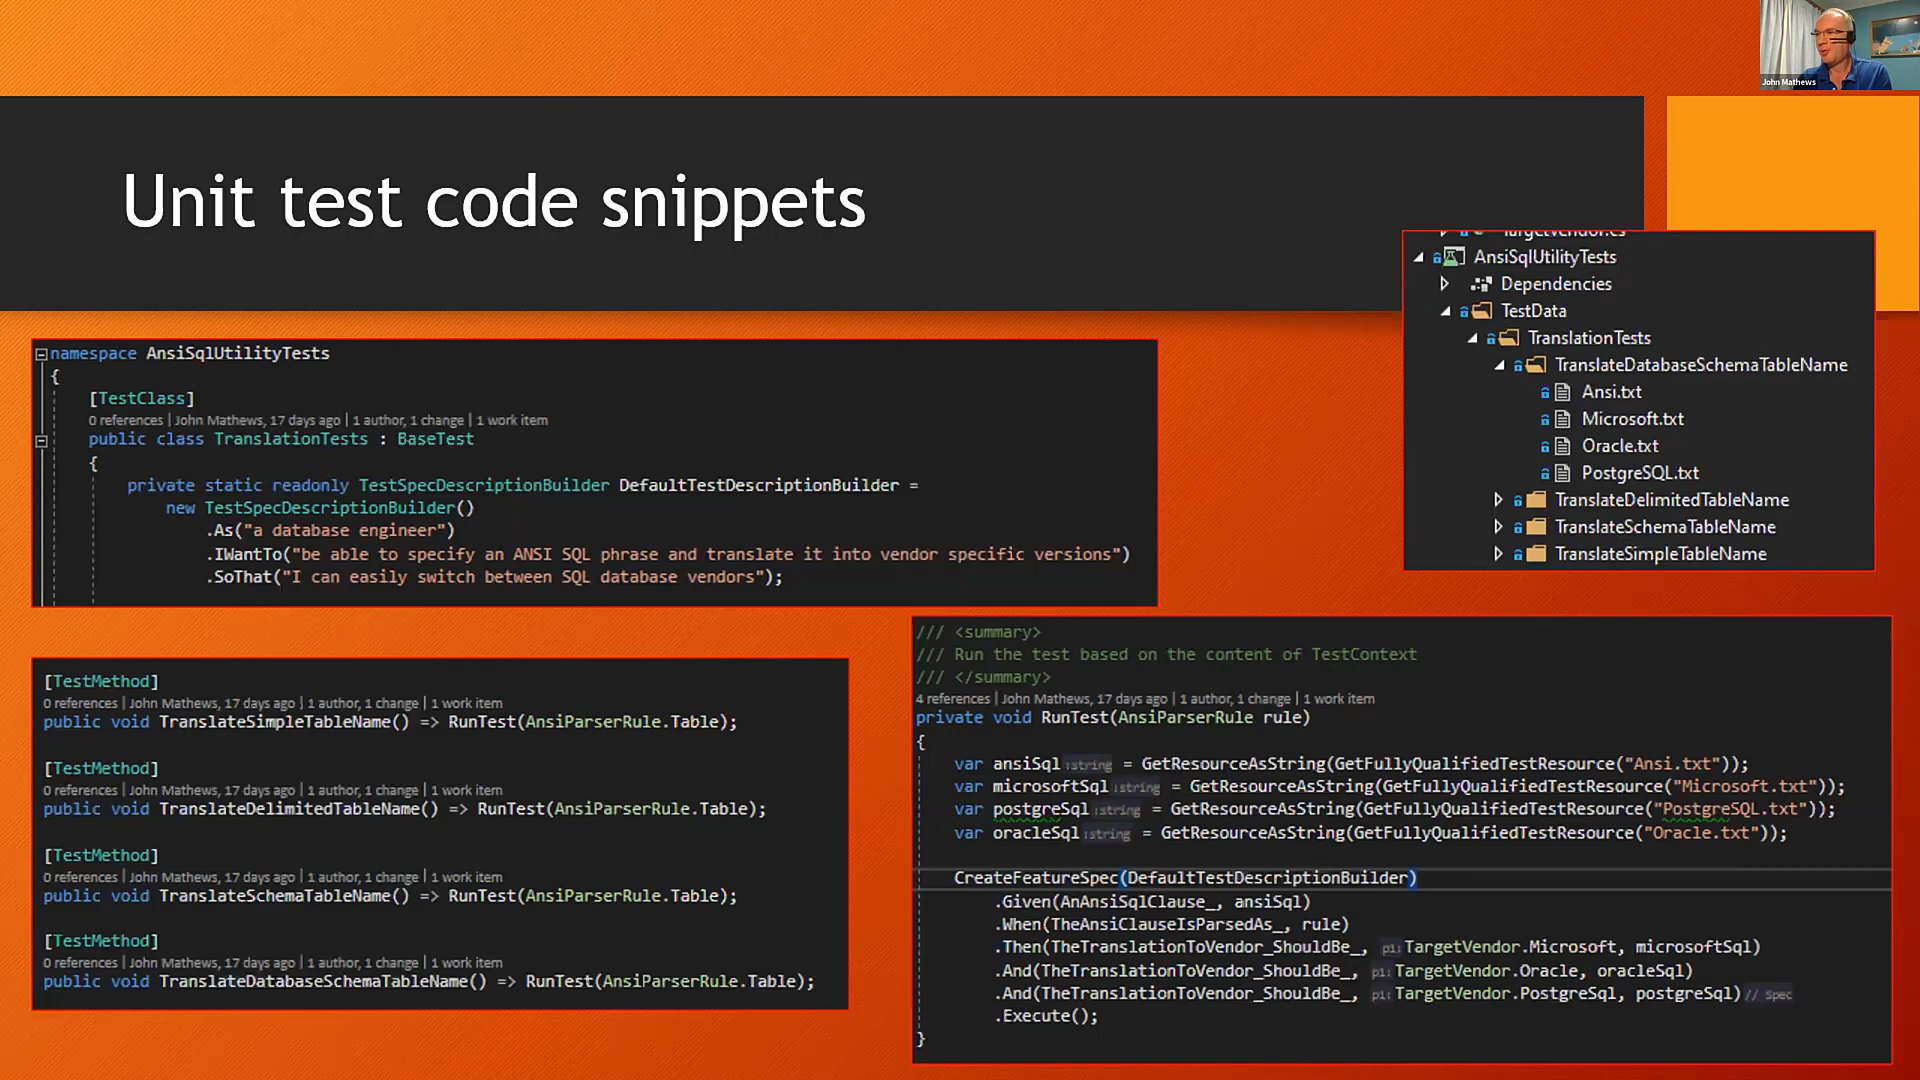 John Mathews
Unit test code snippets
TargetVendor.cs
AnsiSqlUtilityTests
Dependencies
TestData
TranslationTests
TranslateDatabaseSchemaTableName
Ansi.txt
Microsoft.txt
Oracle.txt
PostgreSQL.txt
TranslateDelimitedTableName
TranslateSchemaTableName
TranslateSimpleTableName
namespace AnsiSqlUtilityTests
{
[TestClass]
0 references | John Mathews, 17 days ago | 1 author, 1 change | 1 work item
public class TranslationTests : BaseTest
{
private static readonly TestSpecDescriptionBuilder DefaultTestDescriptionBuilder =
new TestSpecDescriptionBuilder()
.As("a database engineer")
.IWantTo("be able to specify an ANSI SQL phrase and translate it into vendor specific versions")
.SoThat("I can easily switch between SQL database vendors");
[TestMethod]
0 references | John Mathews, 17 days ago | 1 author, 1 change | 1 work item
public void TranslateSimpleTableName() => RunTest(AnsiParserRule.Table);
[TestMethod]
0 references | John Mathews, 17 days ago | 1 author, 1 change | 1 work item
public void TranslateDelimitedTableName() => RunTest(AnsiParserRule.Table);
[TestMethod]
0 references | John Mathews, 17 days ago | 1 author, 1 change | 1 work item
public void TranslateSchemaTableName() => RunTest(AnsiParserRule.Table);
[TestMethod]
0 references | John Mathews, 17 days ago | 1 author, 1 change | 1 work item
public void TranslateDatabaseSchemaTableName() => RunTest(AnsiParserRule.Table);
/// <summary>
/// Run the test based on the content of TestContext
/// </summary>
4 references | John Mathews, 17 days ago | 1 author, 1 change | 1 work item
private void RunTest(AnsiParserRule rule)
{
var ansiSql :string = GetResourceAsString(GetFullyQualifiedTestResource("Ansi.txt"));
var microsoftSql :string = GetResourceAsString(GetFullyQualifiedTestResource("Microsoft.txt"));
var postgreSql :string = GetResourceAsString(GetFullyQualifiedTestResource("PostgreSQL.txt"));
var oracleSql :string = GetResourceAsString(GetFullyQualifiedTestResource("Oracle.txt"));
CreateFeatureSpec(DefaultTestDescriptionBuilder)
.Given(AnAnsiSqlClause_, ansiSql)
.When(TheAnsiClauseIsParsedAs_, rule)
.Then(TheTranslationToVendor_ShouldBe_, p1: TargetVendor.Microsoft, microsoftSql)
.And(TheTranslationToVendor_ShouldBe_, p1: TargetVendor.Oracle, oracleSql)
.And(TheTranslationToVendor_ShouldBe_, p1: TargetVendor.PostgreSql, postgreSql) // Spec
.Execute();
}